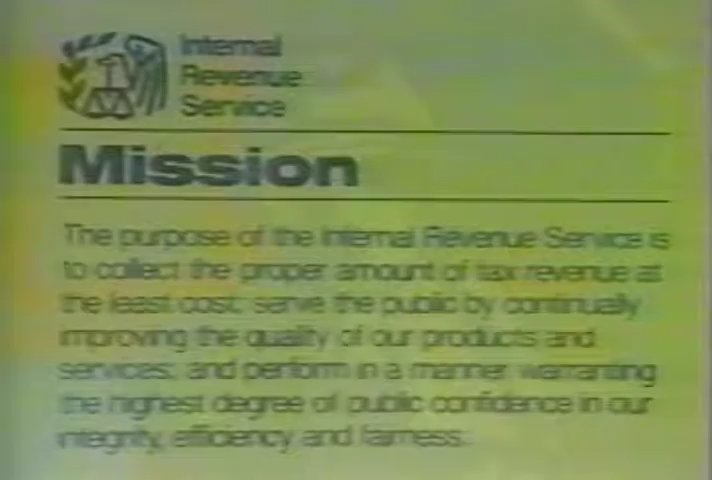 Internal
Revenue
Service
Mission
The purpose of the Internal Revenue Service is
to collect the proper amount of tax revenue at
the least cost; serve the public by continually
improving the quality of our products and
services; and perform in a manner warranting
the highest degree of public confidence in our
integrity, efficiency and fairness.